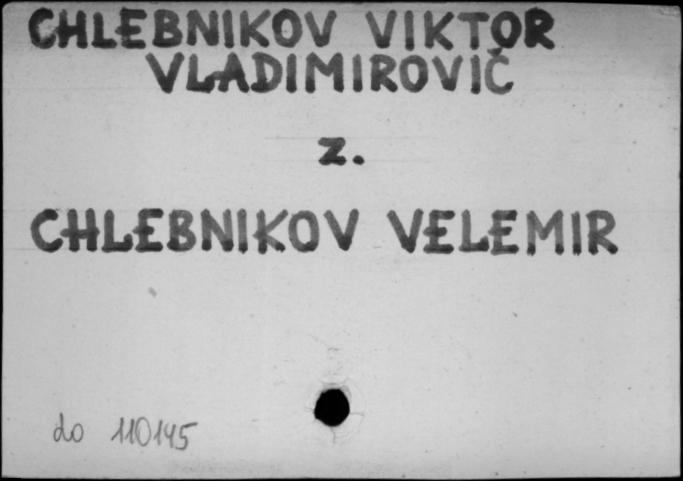 CHLEBNIKOV VIKTOR
VLADIMIROVIČ
z.
CHLEBNIKOV VELEMIR
do 110145